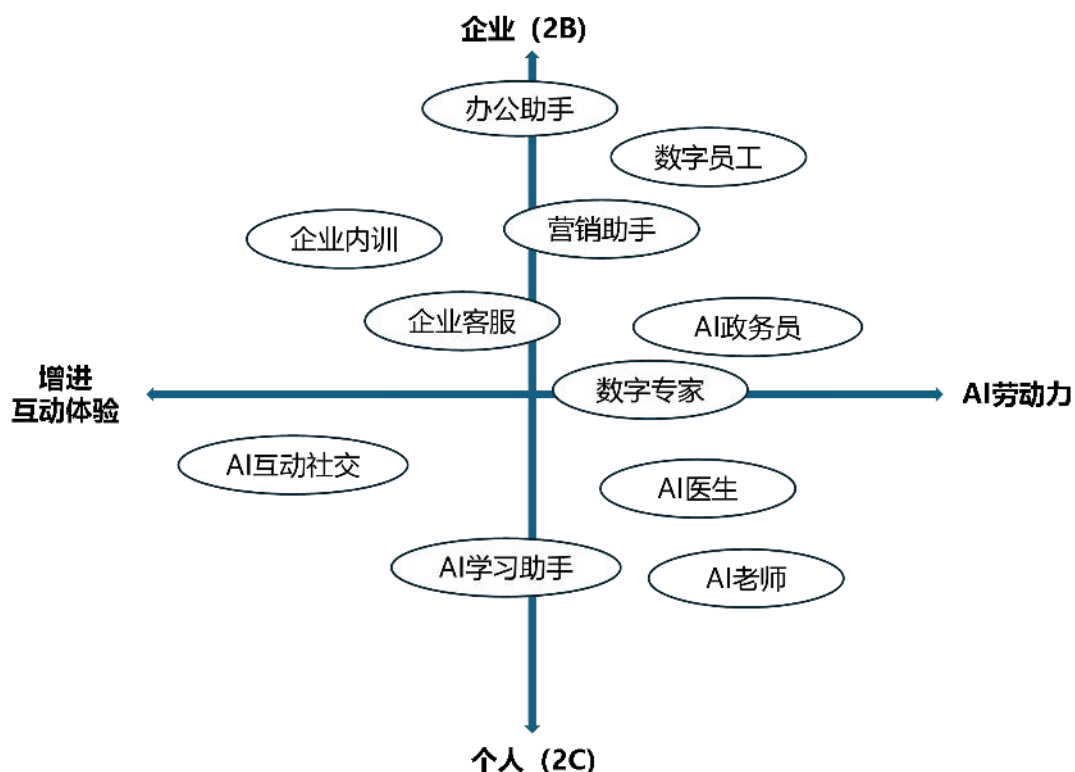 企业（2B）
办公助手
数字员工
营销助手
企业内训
企业客服
AI政务员
增进
互动体验
数字专家
AI劳动力
AI互动社交
AI医生
AI学习助手
AI老师
个人（2C）